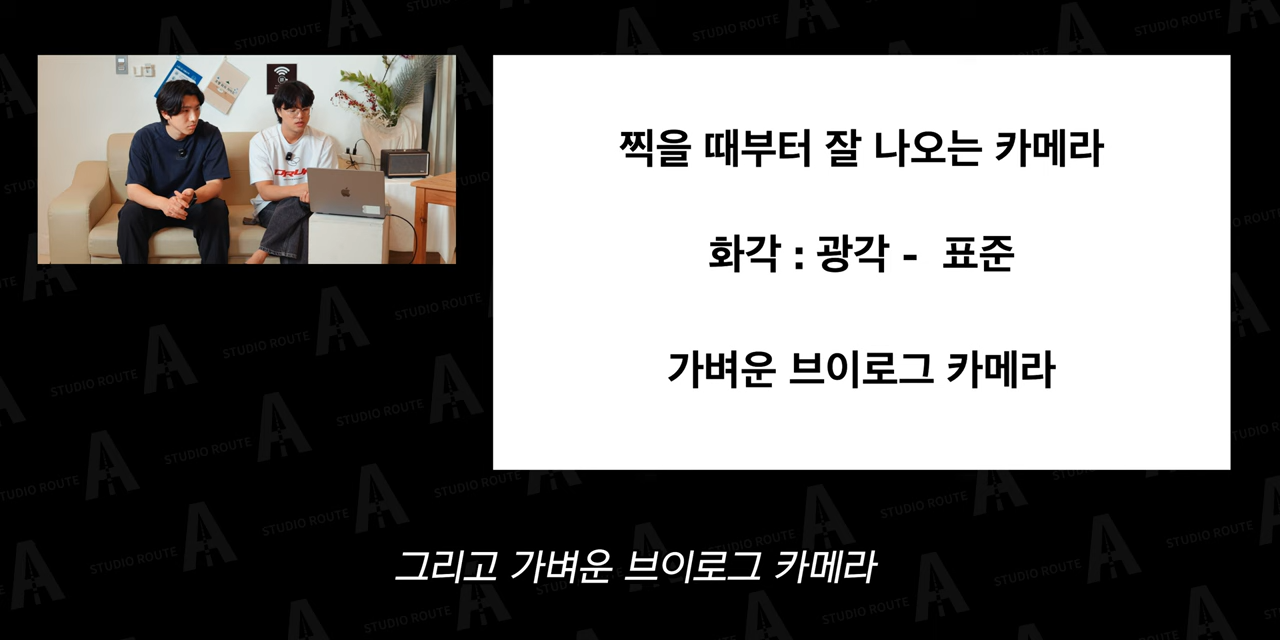 찍을 때부터 잘 나오는 카메라
화각 : 광각 - 표준
가벼운 브이로그 카메라
그리고 가벼운 브이로그 카메라
STUDIO ROUTE